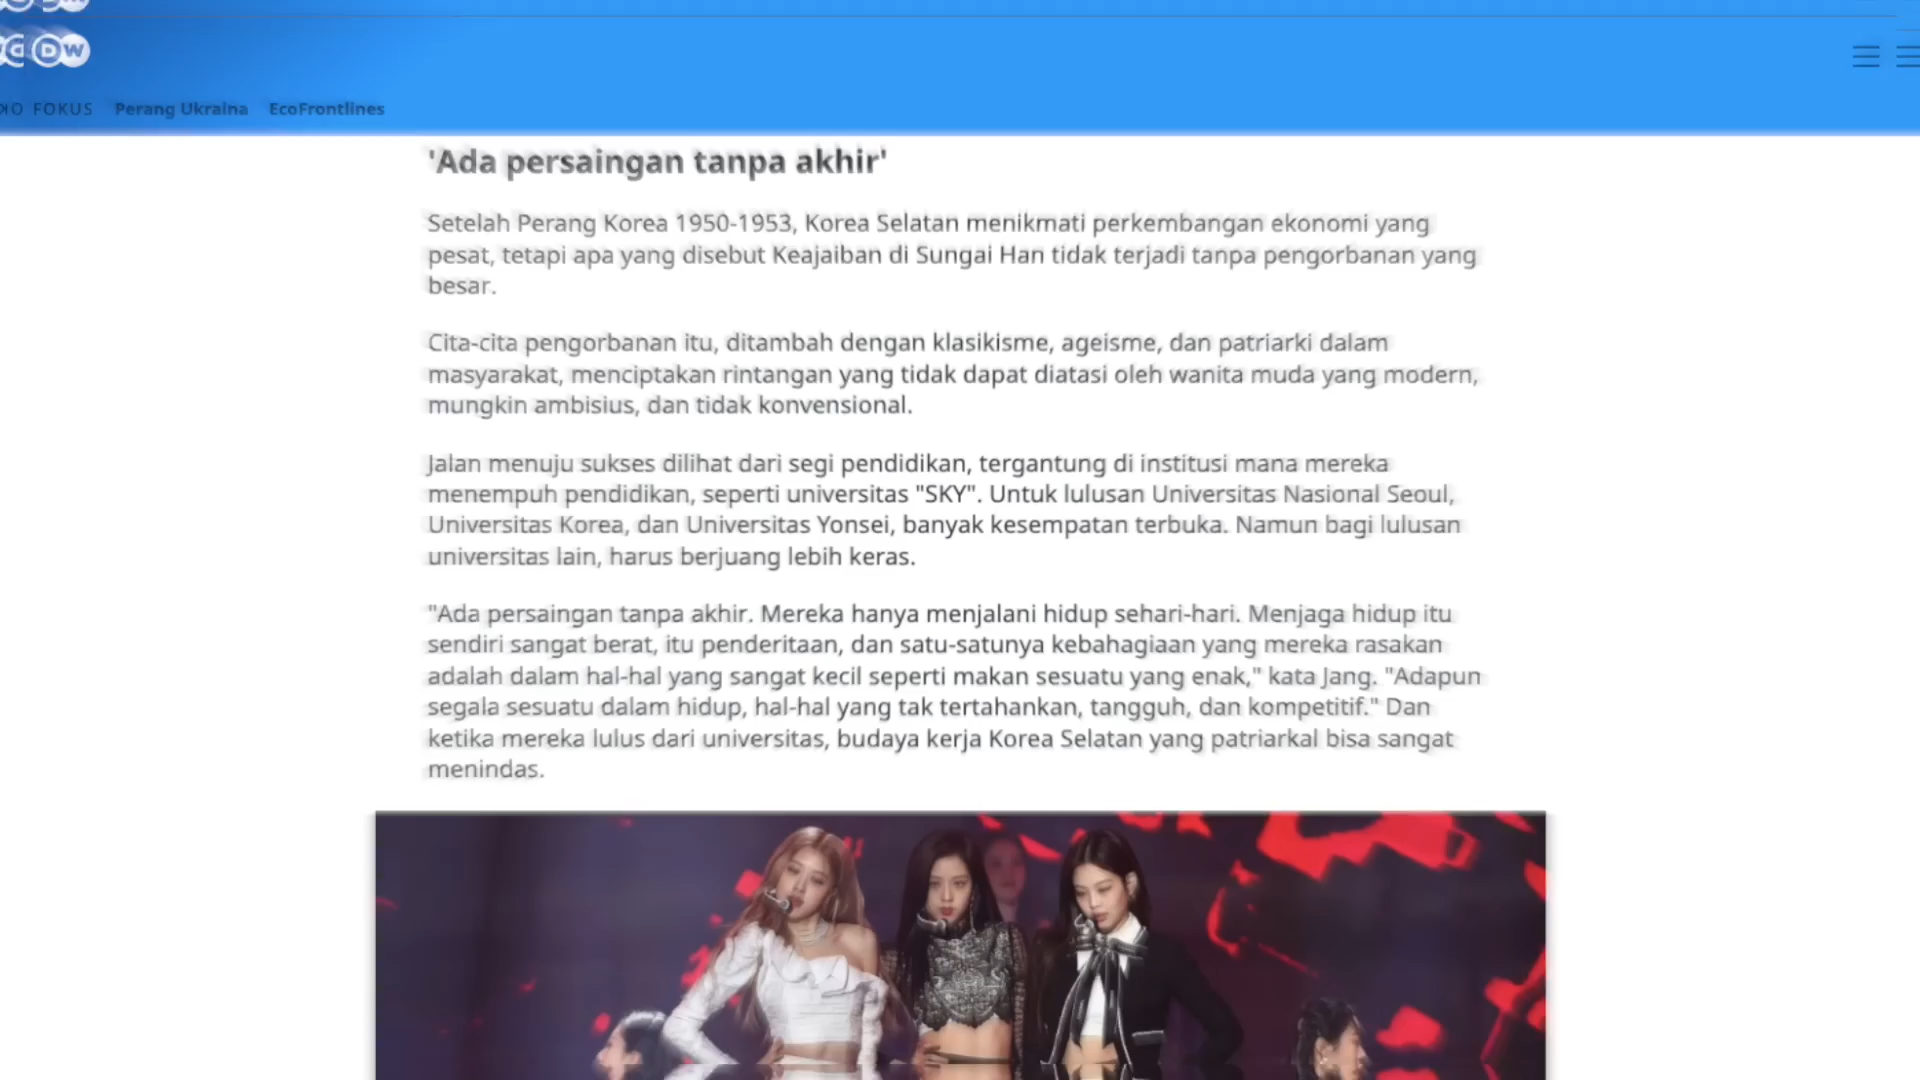 DW
FOKUS Perang Ukraina EcoFrontlines
'Ada persaingan tanpa akhir'
Setelah Perang Korea 1950-1953, Korea Selatan menikmati perkembangan ekonomi yang
pesat, tetapi apa yang disebut Keajaiban di Sungai Han tidak terjadi tanpa pengorbanan yang
besar.
Cita-cita pengorbanan itu, ditambah dengan klasikisme, ageisme, dan patriarki dalam
masyarakat, menciptakan rintangan yang tidak dapat diatasi oleh wanita muda yang modern,
mungkin ambisius, dan tidak konvensional.
Jalan menuju sukses dilihat dari segi pendidikan, tergantung di institusi mana mereka
menempuh pendidikan, seperti universitas "SKY". Untuk lulusan Universitas Nasional Seoul,
Universitas Korea, dan Universitas Yonsei, banyak kesempatan terbuka. Namun bagi lulusan
universitas lain, harus berjuang lebih keras.
"Ada persaingan tanpa akhir. Mereka hanya menjalani hidup sehari-hari. Menjaga hidup itu
sendiri sangat berat, itu penderitaan, dan satu-satunya kebahagiaan yang mereka rasakan
adalah dalam hal-hal yang sangat kecil seperti makan sesuatu yang enak," kata Jang. "Adapun
segala sesuatu dalam hidup, hal-hal yang tak tertahankan, tangguh, dan kompetitif." Dan
ketika mereka lulus dari universitas, budaya kerja Korea Selatan yang patriarkal bisa sangat
menindas.